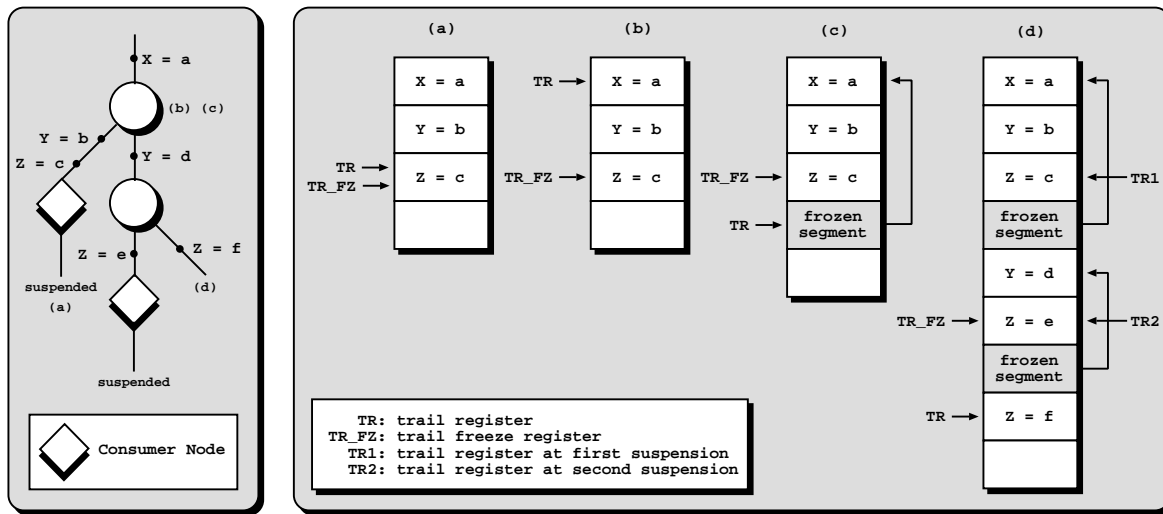 X = a
(b) (c)
Y = b
Z = c
Y = d
Z = e
Z = f
suspended
(a)
(d)
suspended
Consumer Node
(a)
(b)
(c)
(d)
X = a
Y = b
Z = c
TR
TR_FZ
X = a
Y = b
Z = c
TR
TR_FZ
X = a
Y = b
Z = c
frozen
segment
TR_FZ
TR
X = a
Y = b
Z = c
frozen
segment
Y = d
Z = e
frozen
segment
Z = f
TR1
TR2
TR_FZ
TR
TR: trail register
TR_FZ: trail freeze register
TR1: trail register at first suspension
TR2: trail register at second suspension